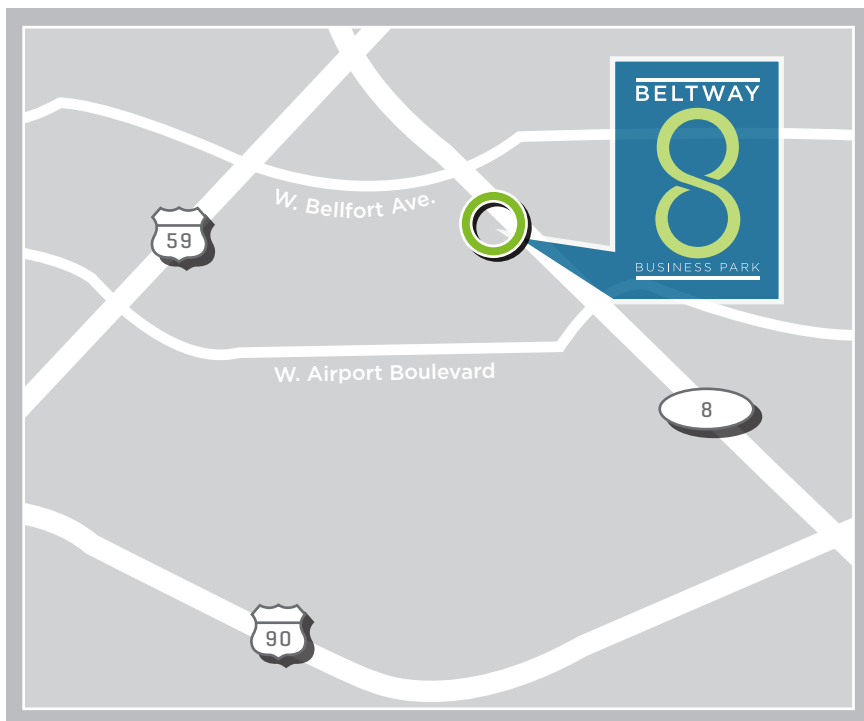 BELTWAY
8
BUSINESS PARK
W. Bellfort Ave.
59
W. Airport Boulevard
8
90